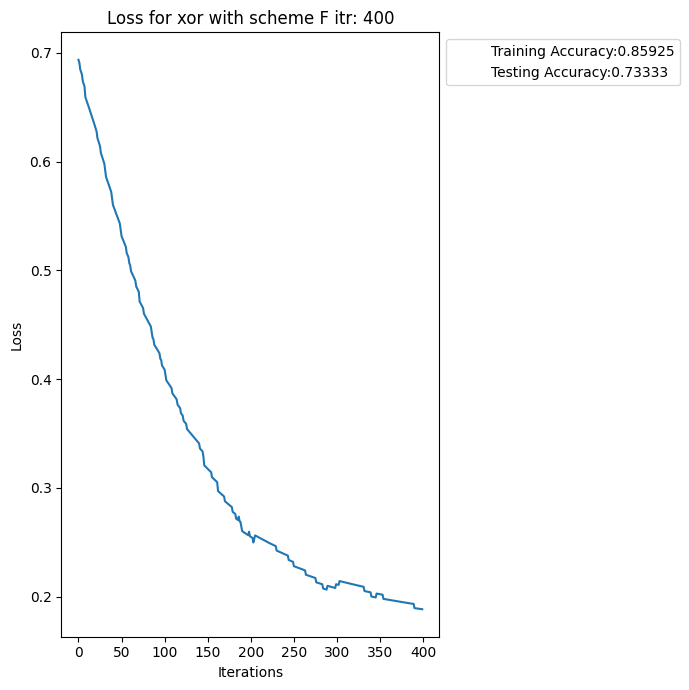 Loss for xor with scheme F itr: 400
Training Accuracy:0.85925
Testing Accuracy:0.73333
0.7
0.6
0.5
0.4
0.3
0.2
Loss
0 50 100 150 200 250 300 350 400
Iterations